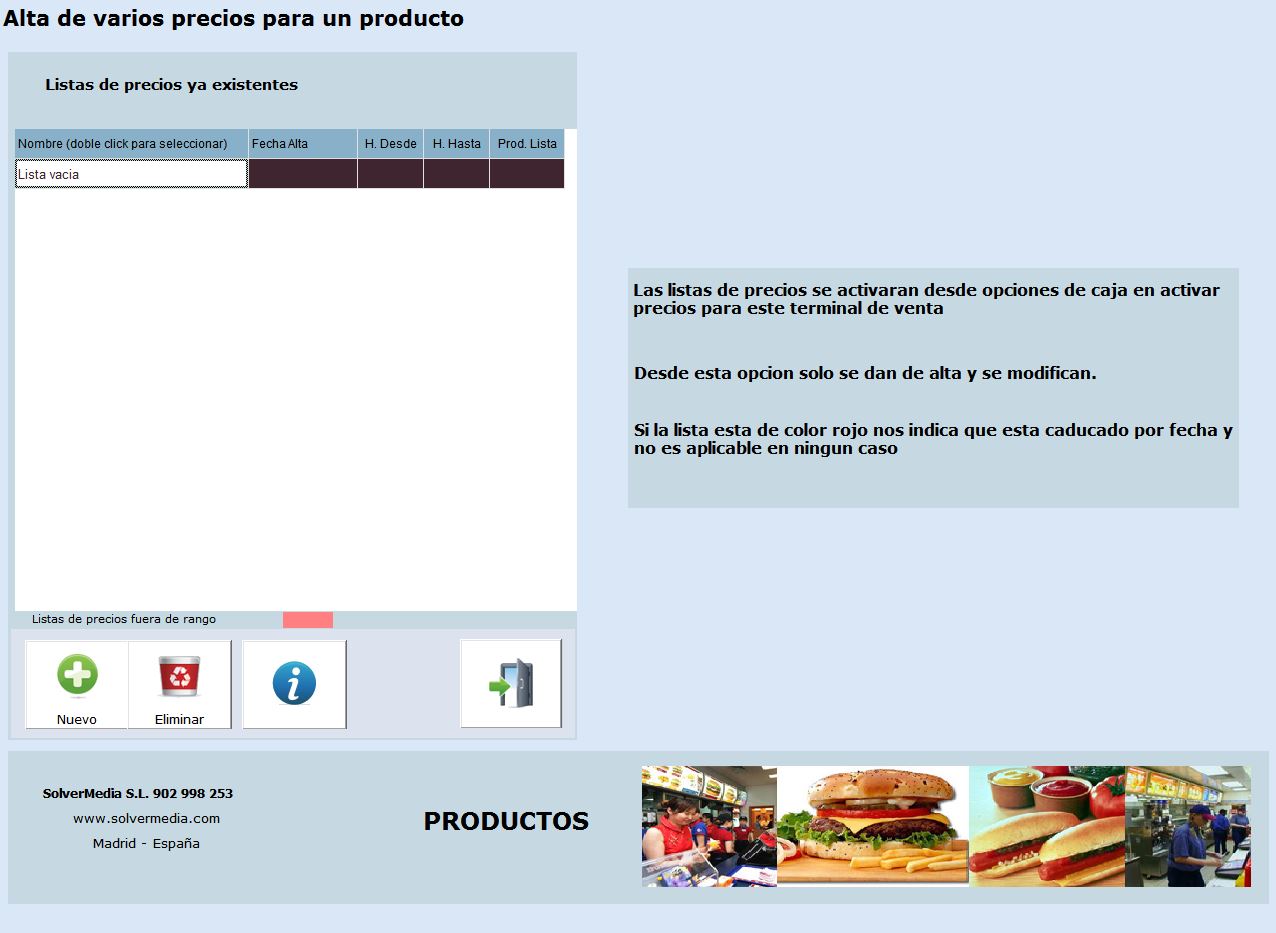 Alta de varios precios para un producto
Listas de precios ya existentes
Nombre (doble click para seleccionar) Fecha Alta H. Desde H. Hasta Prod. Lista
Lista vacia
Las listas de precios se activaran desde opciones de caja en activar
precios para este terminal de venta
Desde esta opcion solo se dan de alta y se modifican.
Si la lista esta de color rojo nos indica que esta caducado por fecha y
no es aplicable en ningun caso
Listas de precios fuera de rango
Nuevo Eliminar
SolverMedia S.L. 902 998 253
www.solvermedia.com
Madrid - España
PRODUCTOS